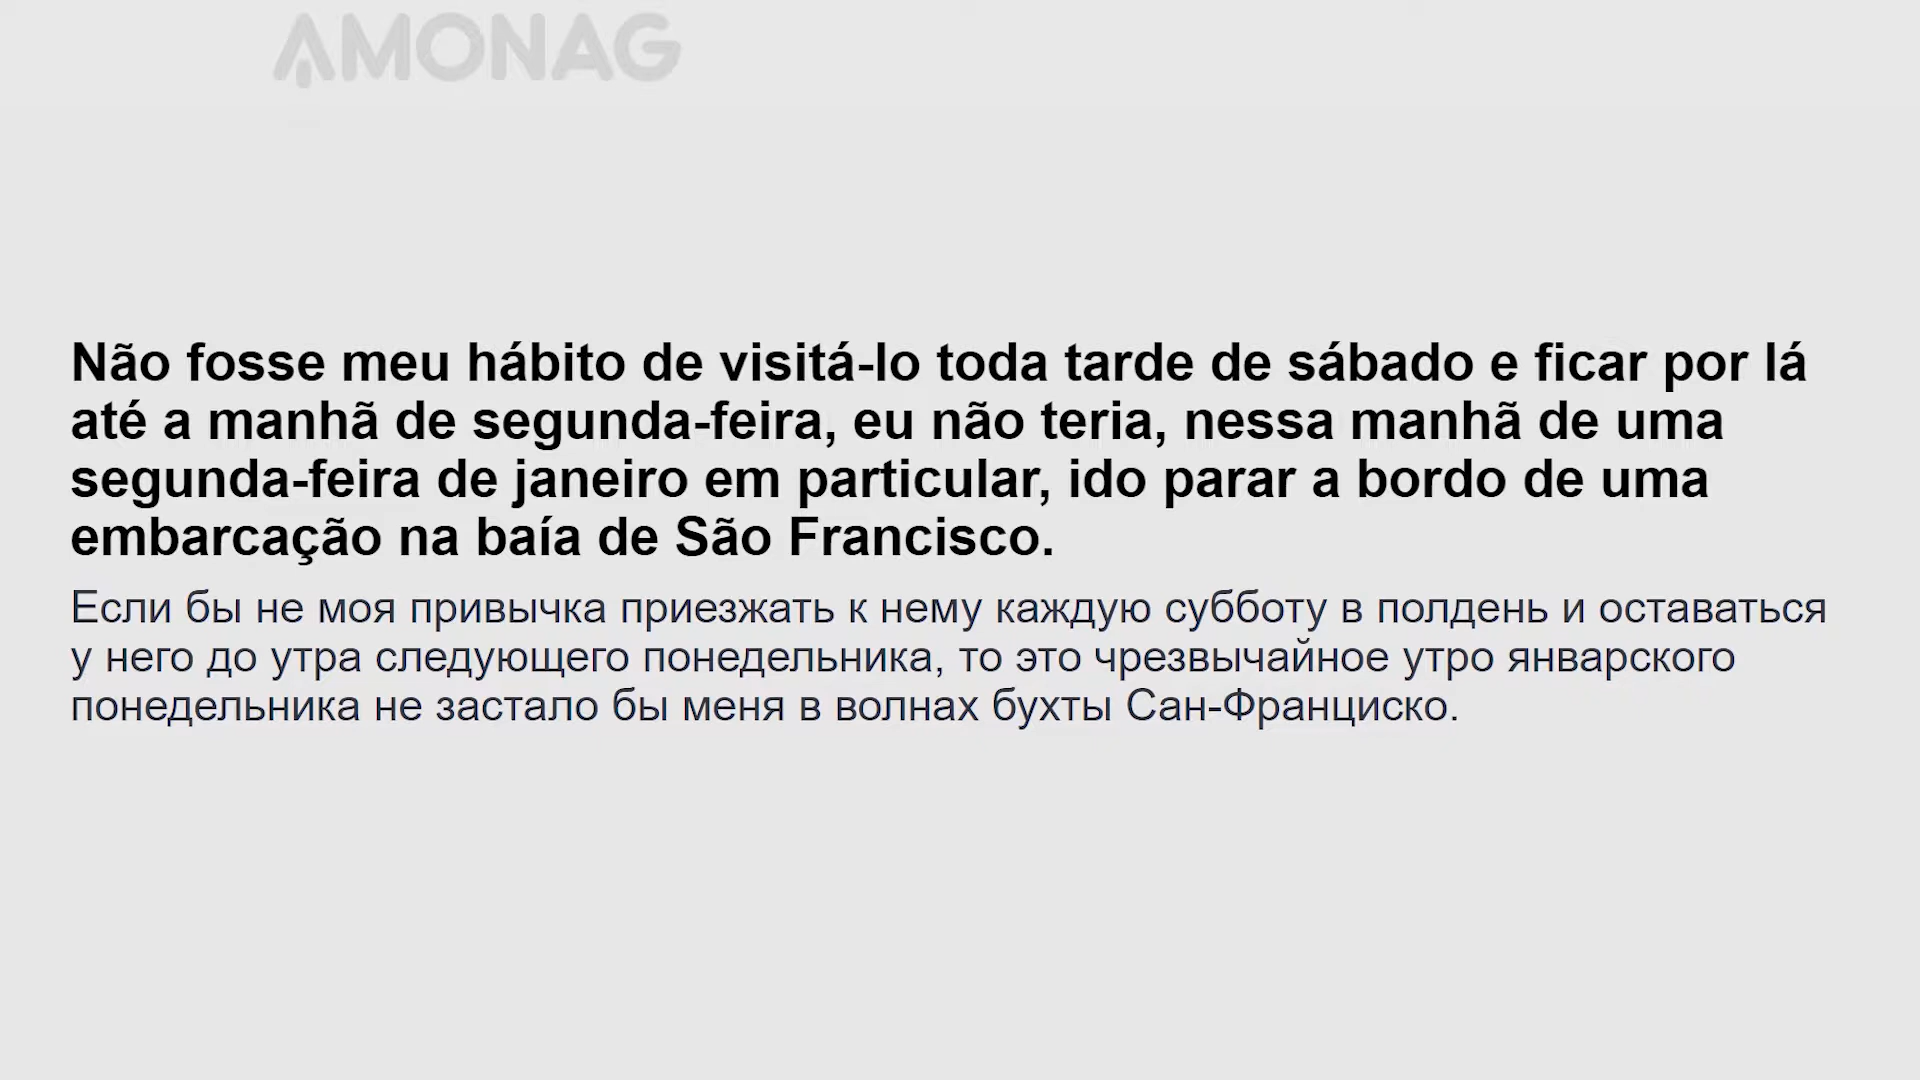 AMONAG
Não fosse meu hábito de visitá-lo toda tarde de sábado e ficar por lá
até a manhã de segunda-feira, eu não teria, nessa manhã de uma
segunda-feira de janeiro em particular, ido parar a bordo de uma
embarcação na baía de São Francisco.
Если бы не моя привычка приезжать к нему каждую субботу в полдень и оставаться
у него до утра следующего понедельника, то это чрезвычайное утро январского
понедельника не застало бы меня в волнах бухты Сан-Франциско.